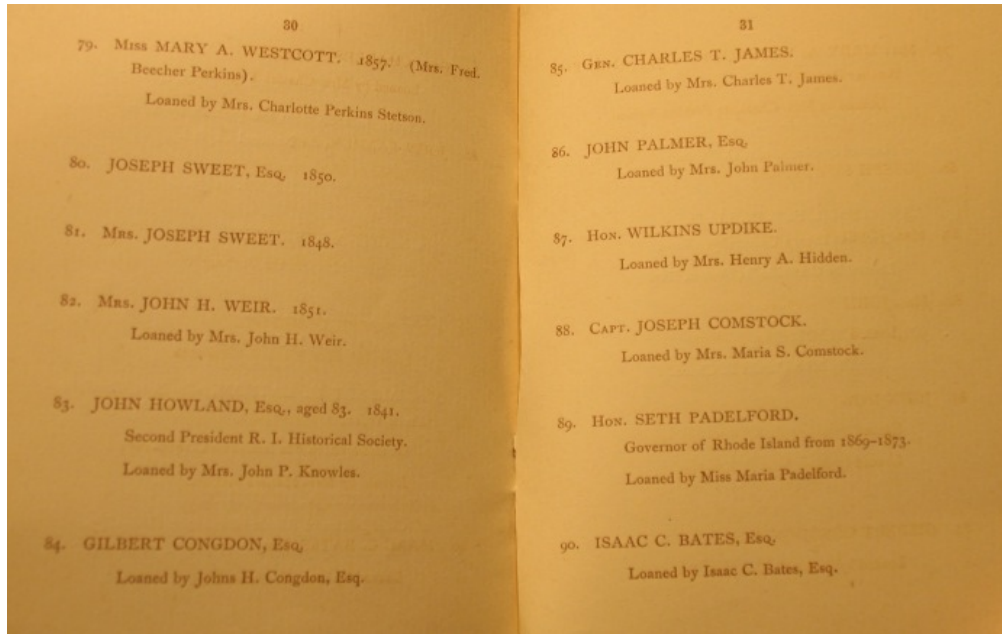 30
79. Miss MARY A. WESTCOTT. 1857. (Mrs. Fred.
Beecher Perkins).
Loaned by Mrs. Charlotte Perkins Stetson.
80. JOSEPH SWEET, Esq. 1850.
81. Mrs. JOSEPH SWEET. 1848.
82. Mrs. JOHN H. WEIR. 1851.
Loaned by Mrs. John H. Weir.
83. JOHN HOWLAND, Esq., aged 83. 1841.
Second President R. I. Historical Society.
Loaned by Mrs. John P. Knowles.
84. GILBERT CONGDON, Esq.
Loaned by Johns H. Congdon, Esq.
31
85. Gen. CHARLES T. JAMES.
Loaned by Mrs. Charles T. James.
86. JOHN PALMER, Esq.
Loaned by Mrs. John Palmer.
87. Hon. WILKINS UPDIKE.
Loaned by Mrs. Henry A. Hidden.
88. Capt. JOSEPH COMSTOCK.
Loaned by Mrs. Maria S. Comstock.
89. Hon. SETH PADELFORD.
Governor of Rhode Island from 1869–1873.
Loaned by Miss Maria Padelford.
90. ISAAC C. BATES, Esq.
Loaned by Isaac C. Bates, Esq.